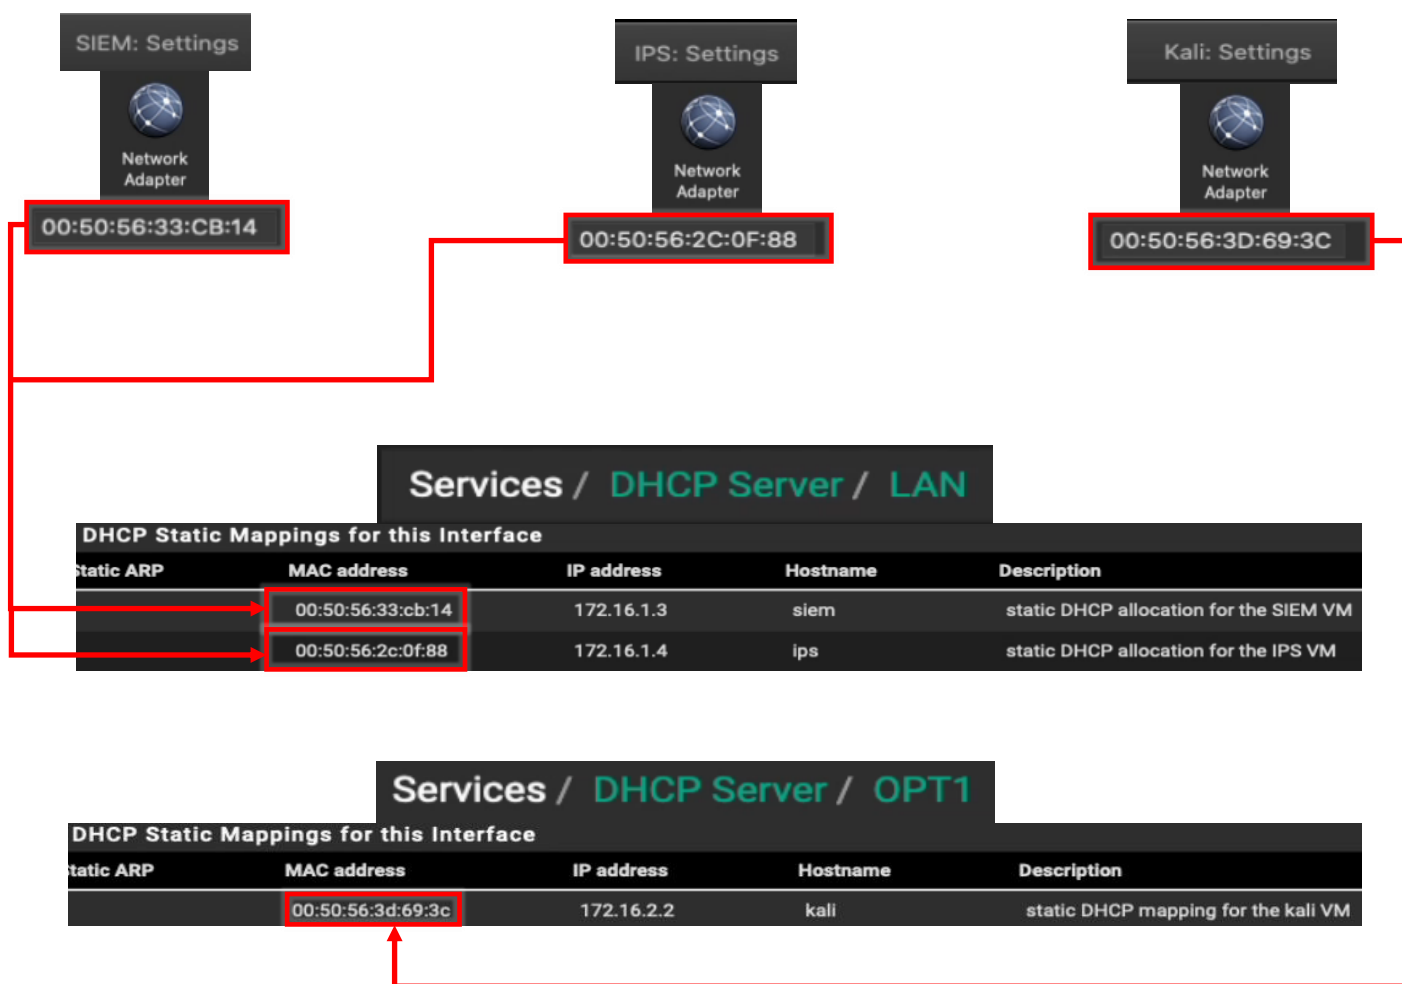 SIEM: Settings
Network
Adapter
00:50:56:33:CB:14
IPS: Settings
Network
Adapter
00:50:56:2C:0F:88
Kali: Settings
Network
Adapter
00:50:56:3D:69:3C
Services / DHCP Server / LAN
DHCP Static Mappings for this Interface
Static ARP MAC address IP address Hostname Description
00:50:56:33:cb:14 172.16.1.3 siem static DHCP allocation for the SIEM VM
00:50:56:2c:0f:88 172.16.1.4 ips static DHCP allocation for the IPS VM
Services / DHCP Server / OPT1
DHCP Static Mappings for this Interface
Static ARP MAC address IP address Hostname Description
00:50:56:3d:69:3c 172.16.2.2 kali static DHCP mapping for the kali VM